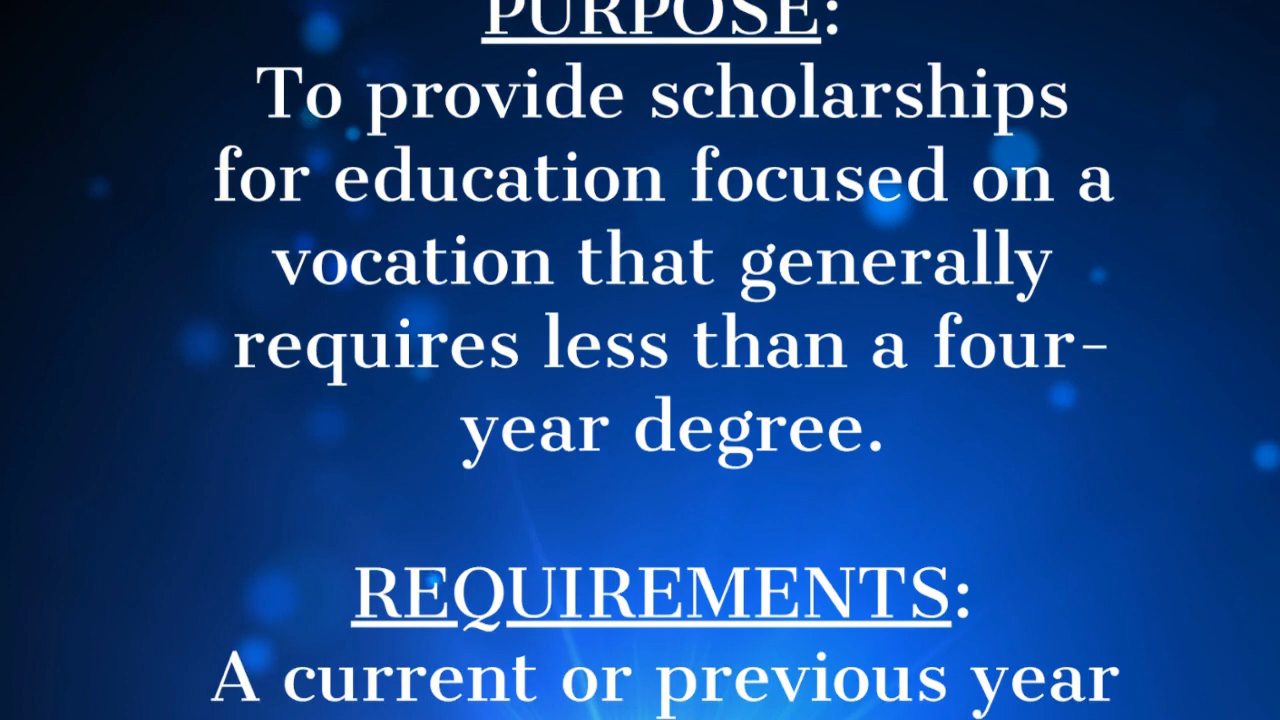 PURPOSE:
To provide scholarships
for education focused on a
vocation that generally
requires less than a four-
year degree.
REQUIREMENTS:
A current or previous year